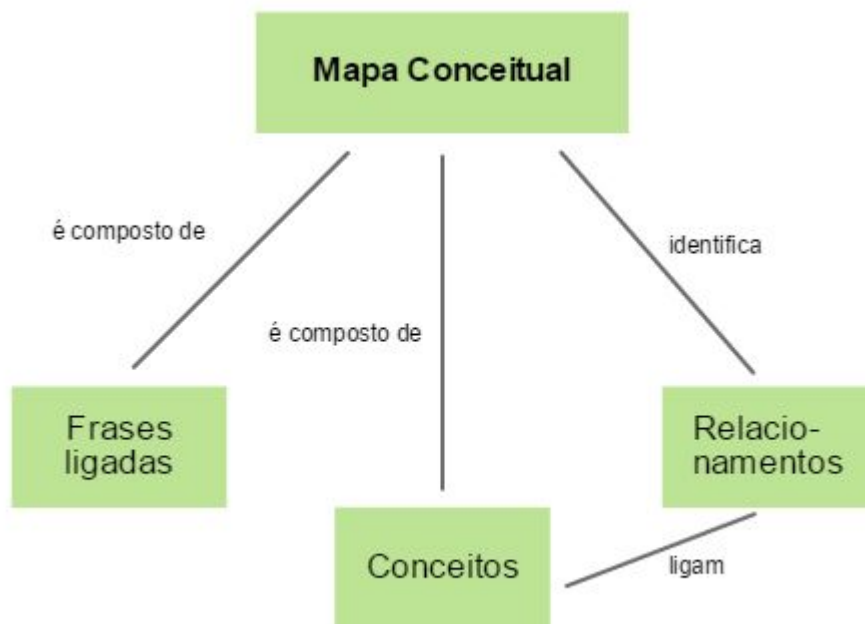 Mapa Conceitual
é composto de
identifica
é composto de
Frases
ligadas
Relacio-
namentos
Conceitos
ligam